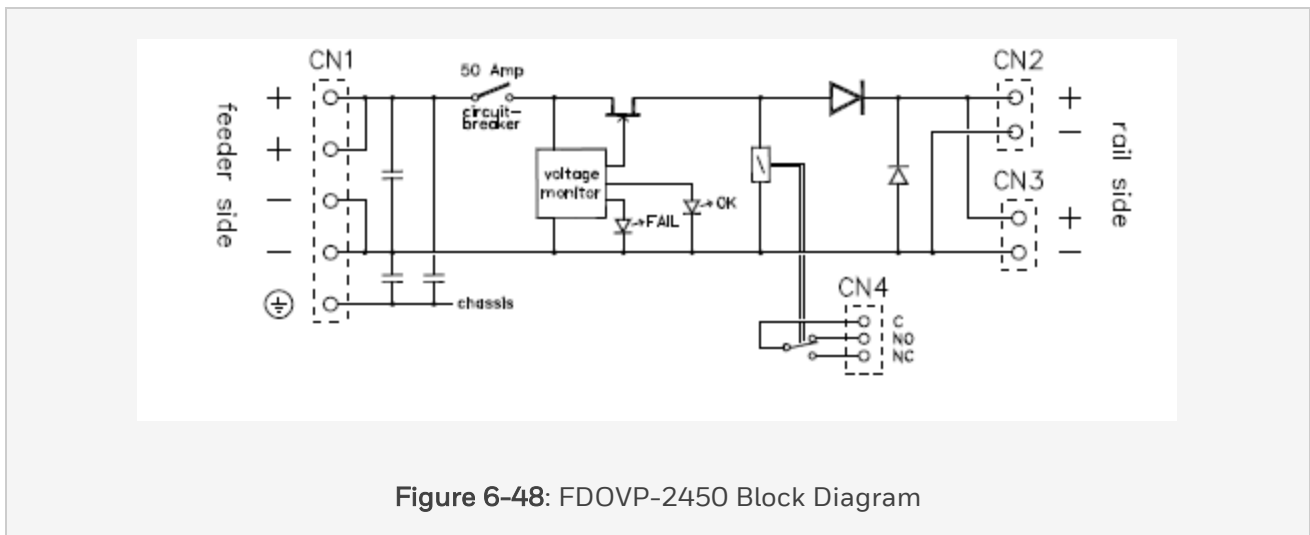 CN1
CN2
50 Amp
circuit-
breaker
+
+
−
−
feeder side
voltage
monitor
OK
FAIL
+
−
rail side
CN3
+
−
chassis
CN4
C
NO
NC
Figure 6-48: FDOVP-2450 Block Diagram